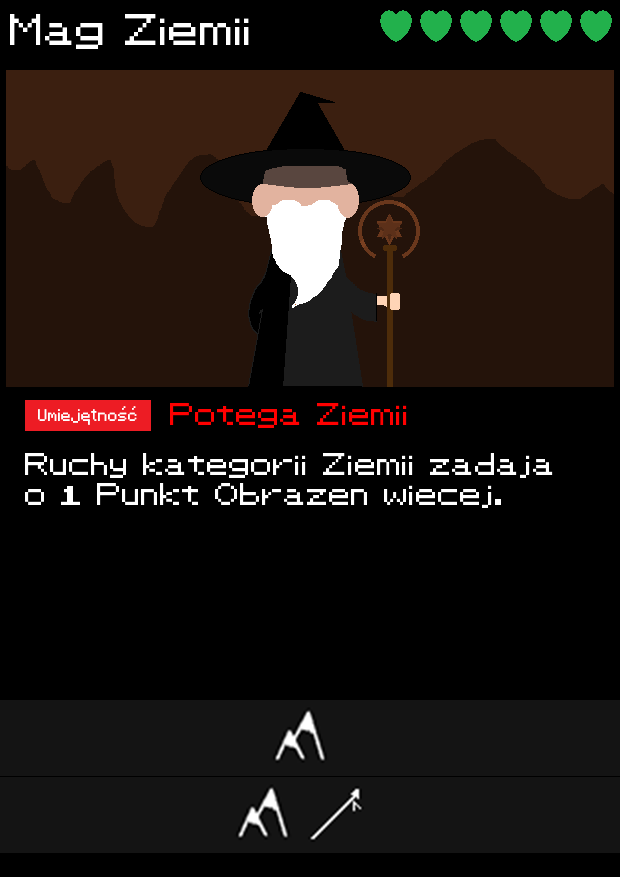 Mag Ziemii
Umiejętność
Potega Ziemii
Ruchy kategorii Ziemii zadaja
o 1 Punkt Obrazen wiecej.